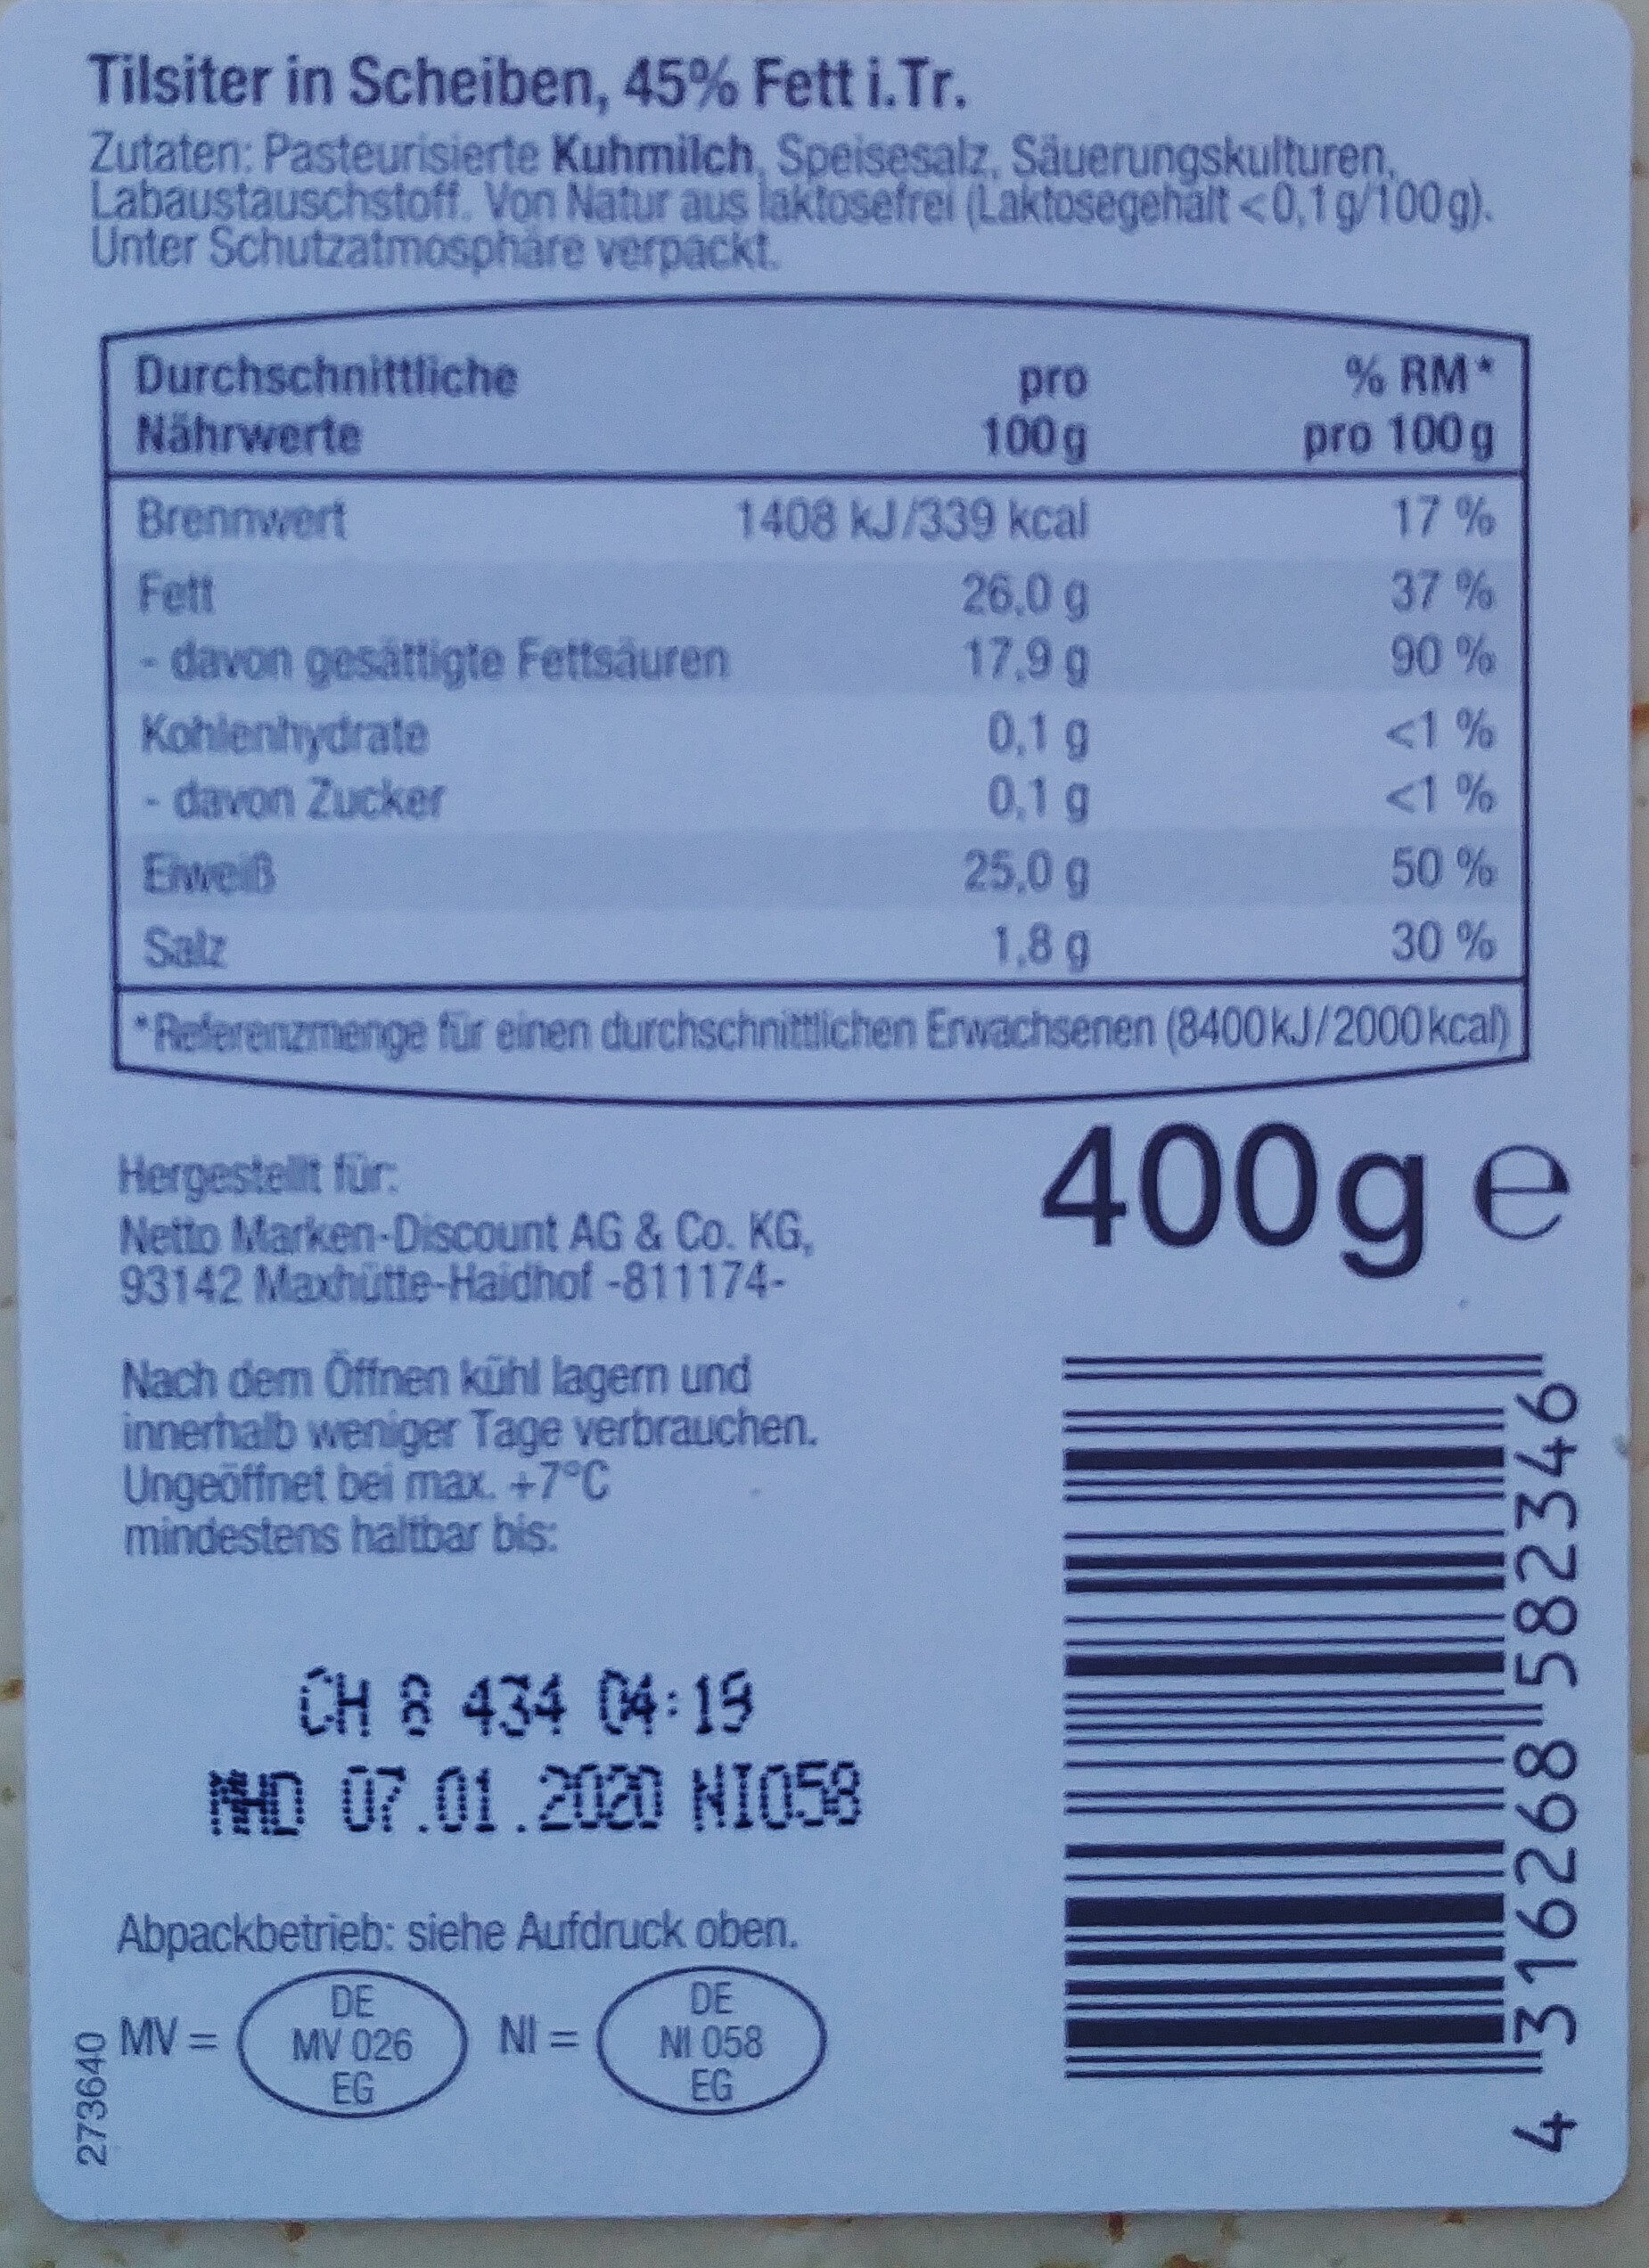 Tilsiter in Scheiben, 45% Fett i.Tr.
Zutaten: Pasteurisierte Kuhmilch, Speisesalz, Säuerungskulturen,
Labaustauschstoff. Von Natur aus laktosefrei (Laktosegehalt <0,1 g/100 g).
Unter Schutzatmosphäre verpackt.
Durchschnittliche Nährwerte pro 100 g % RM* pro 100 g
Brennwert 1408 kJ/339 kcal 17 %
Fett 26,0 g 37 %
- davon gesättigte Fettsäuren 17,9 g 90 %
Kohlenhydrate 0,1 g <1 %
- davon Zucker 0,1 g <1 %
Eiweiß 25,0 g 50 %
Salz 1,8 g 30 %
*Referenzmenge für einen durchschnittlichen Erwachsenen (8400 kJ/2000 kcal)
400g e
Hergestellt für:
Netto Marken-Discount AG & Co. KG,
93142 Maxhütte-Haidhof -811174-
Nach dem Öffnen kühl lagern und
innerhalb weniger Tage verbrauchen.
Ungeöffnet bei max. +7°C
mindestens haltbar bis:
CH 8 434 04:19
MHD 07.01.2020 NI058
Abpackbetrieb: siehe Aufdruck oben.
MV = DE MV 026 EG NI = DE NI 058 EG
273640
4 316268 582346